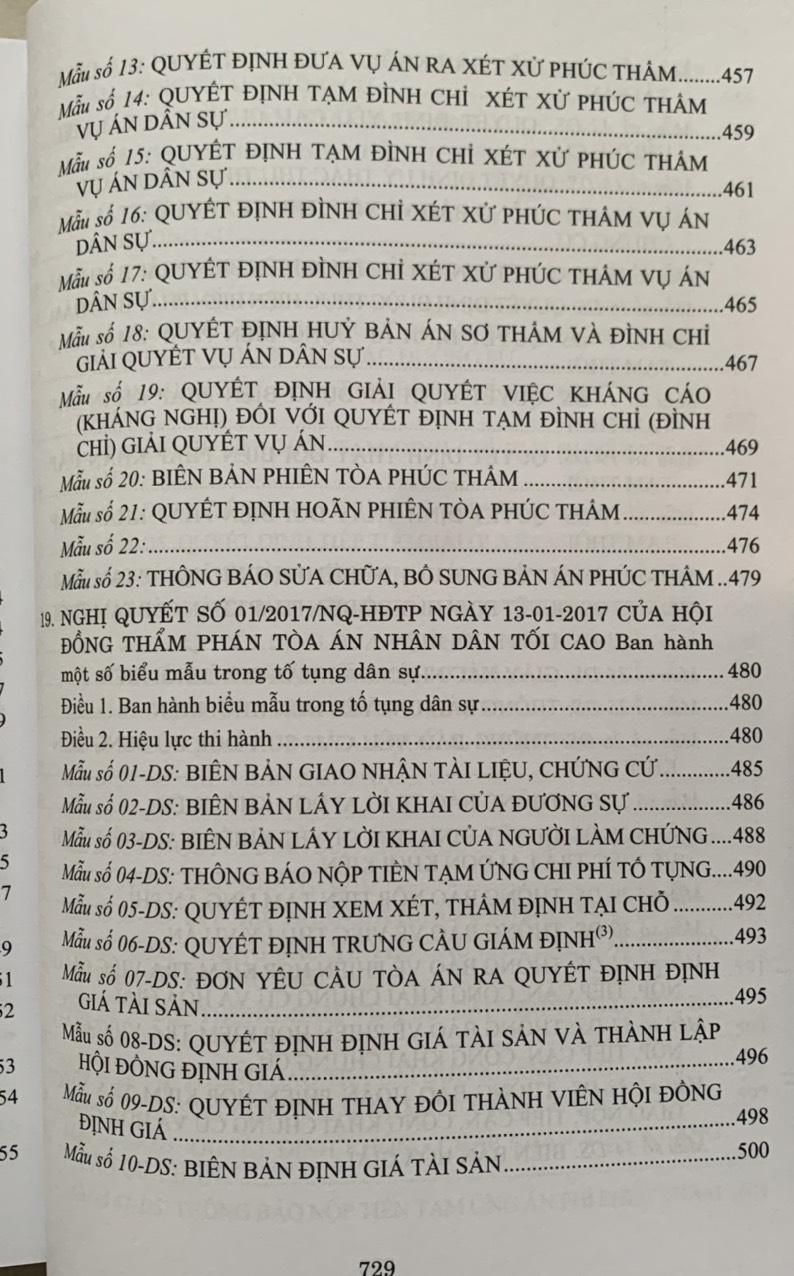 Mẫu số 13: QUYẾT ĐỊNH ĐƯA VỤ ÁN RA XÉT XỬ PHÚC THẨM........457
Mẫu số 14: QUYẾT ĐỊNH TẠM ĐÌNH CHỈ XÉT XỬ PHÚC THẨM
VỤ ÁN DÂN SỰ........459
Mẫu số 15: QUYẾT ĐỊNH TẠM ĐÌNH CHỈ XÉT XỬ PHÚC THẨM
VỤ ÁN DÂN SỰ........461
Mẫu số 16: QUYẾT ĐỊNH ĐÌNH CHỈ XÉT XỬ PHÚC THẨM VỤ ÁN
DÂN SỰ........463
Mẫu số 17: QUYẾT ĐỊNH ĐÌNH CHỈ XÉT XỬ PHÚC THẨM VỤ ÁN
DÂN SỰ........465
Mẫu số 18: QUYẾT ĐỊNH HUỶ BẢN ÁN SƠ THẨM VÀ ĐÌNH CHỈ
GIẢI QUYẾT VỤ ÁN DÂN SỰ........467
Mẫu số 19: QUYẾT ĐỊNH GIẢI QUYẾT VIỆC KHÁNG CÁO
(KHÁNG NGHỊ) ĐỐI VỚI QUYẾT ĐỊNH TẠM ĐÌNH CHỈ (ĐÌNH
CHỈ) GIẢI QUYẾT VỤ ÁN........469
Mẫu số 20: BIÊN BẢN PHIÊN TÒA PHÚC THẨM........471
Mẫu số 21: QUYẾT ĐỊNH HOÃN PHIÊN TÒA PHÚC THẨM........474
Mẫu số 22:........476
Mẫu số 23: THÔNG BÁO SỬA CHỮA, BỔ SUNG BẢN ÁN PHÚC THẨM..479
19. NGHỊ QUYẾT SỐ 01/2017/NQ-HĐTP NGÀY 13-01-2017 CỦA HỘI
ĐỒNG THẨM PHÁN TÒA ÁN NHÂN DÂN TỐI CAO Ban hành
một số biểu mẫu trong tố tụng dân sự........480
Điều 1. Ban hành biểu mẫu trong tố tụng dân sự........480
Điều 2. Hiệu lực thi hành........480
Mẫu số 01-DS: BIÊN BẢN GIAO NHẬN TÀI LIỆU, CHỨNG CỨ........485
Mẫu số 02-DS: BIÊN BẢN LẤY LỜI KHAI CỦA ĐƯƠNG SỰ........486
Mẫu số 03-DS: BIÊN BẢN LẤY LỜI KHAI CỦA NGƯỜI LÀM CHỨNG....488
Mẫu số 04-DS: THÔNG BÁO NỘP TIỀN TẠM ỨNG CHI PHÍ TỐ TỤNG....490
Mẫu số 05-DS: QUYẾT ĐỊNH XEM XÉT, THẨM ĐỊNH TẠI CHỖ........492
Mẫu số 06-DS: QUYẾT ĐỊNH TRƯNG CẦU GIÁM ĐỊNH(3)........493
Mẫu số 07-DS: ĐƠN YÊU CẦU TÒA ÁN RA QUYẾT ĐỊNH ĐỊNH
GIÁ TÀI SẢN........495
Mẫu số 08-DS: QUYẾT ĐỊNH ĐỊNH GIÁ TÀI SẢN VÀ THÀNH LẬP
HỘI ĐỒNG ĐỊNH GIÁ........496
Mẫu số 09-DS: QUYẾT ĐỊNH THAY ĐỔI THÀNH VIÊN HỘI ĐỒNG
ĐỊNH GIÁ........498
Mẫu số 10-DS: BIÊN BẢN ĐỊNH GIÁ TÀI SẢN........500
729